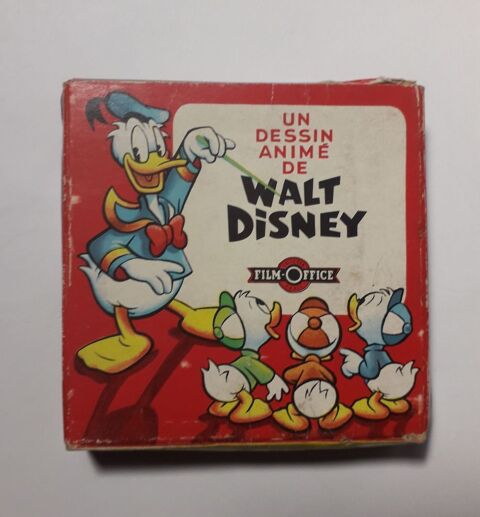 UN
DESSIN
ANIMÉ
DE
WALT
DISNEY
FILM-OFFICE